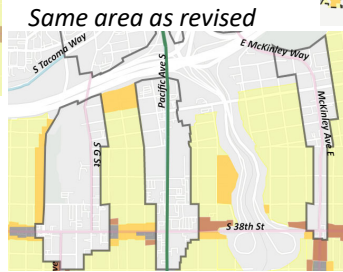 Same area as revised
S Tacoma Way
E McKinley Way
Pacific Ave S
McKinley Ave E
S G St
S 38th St